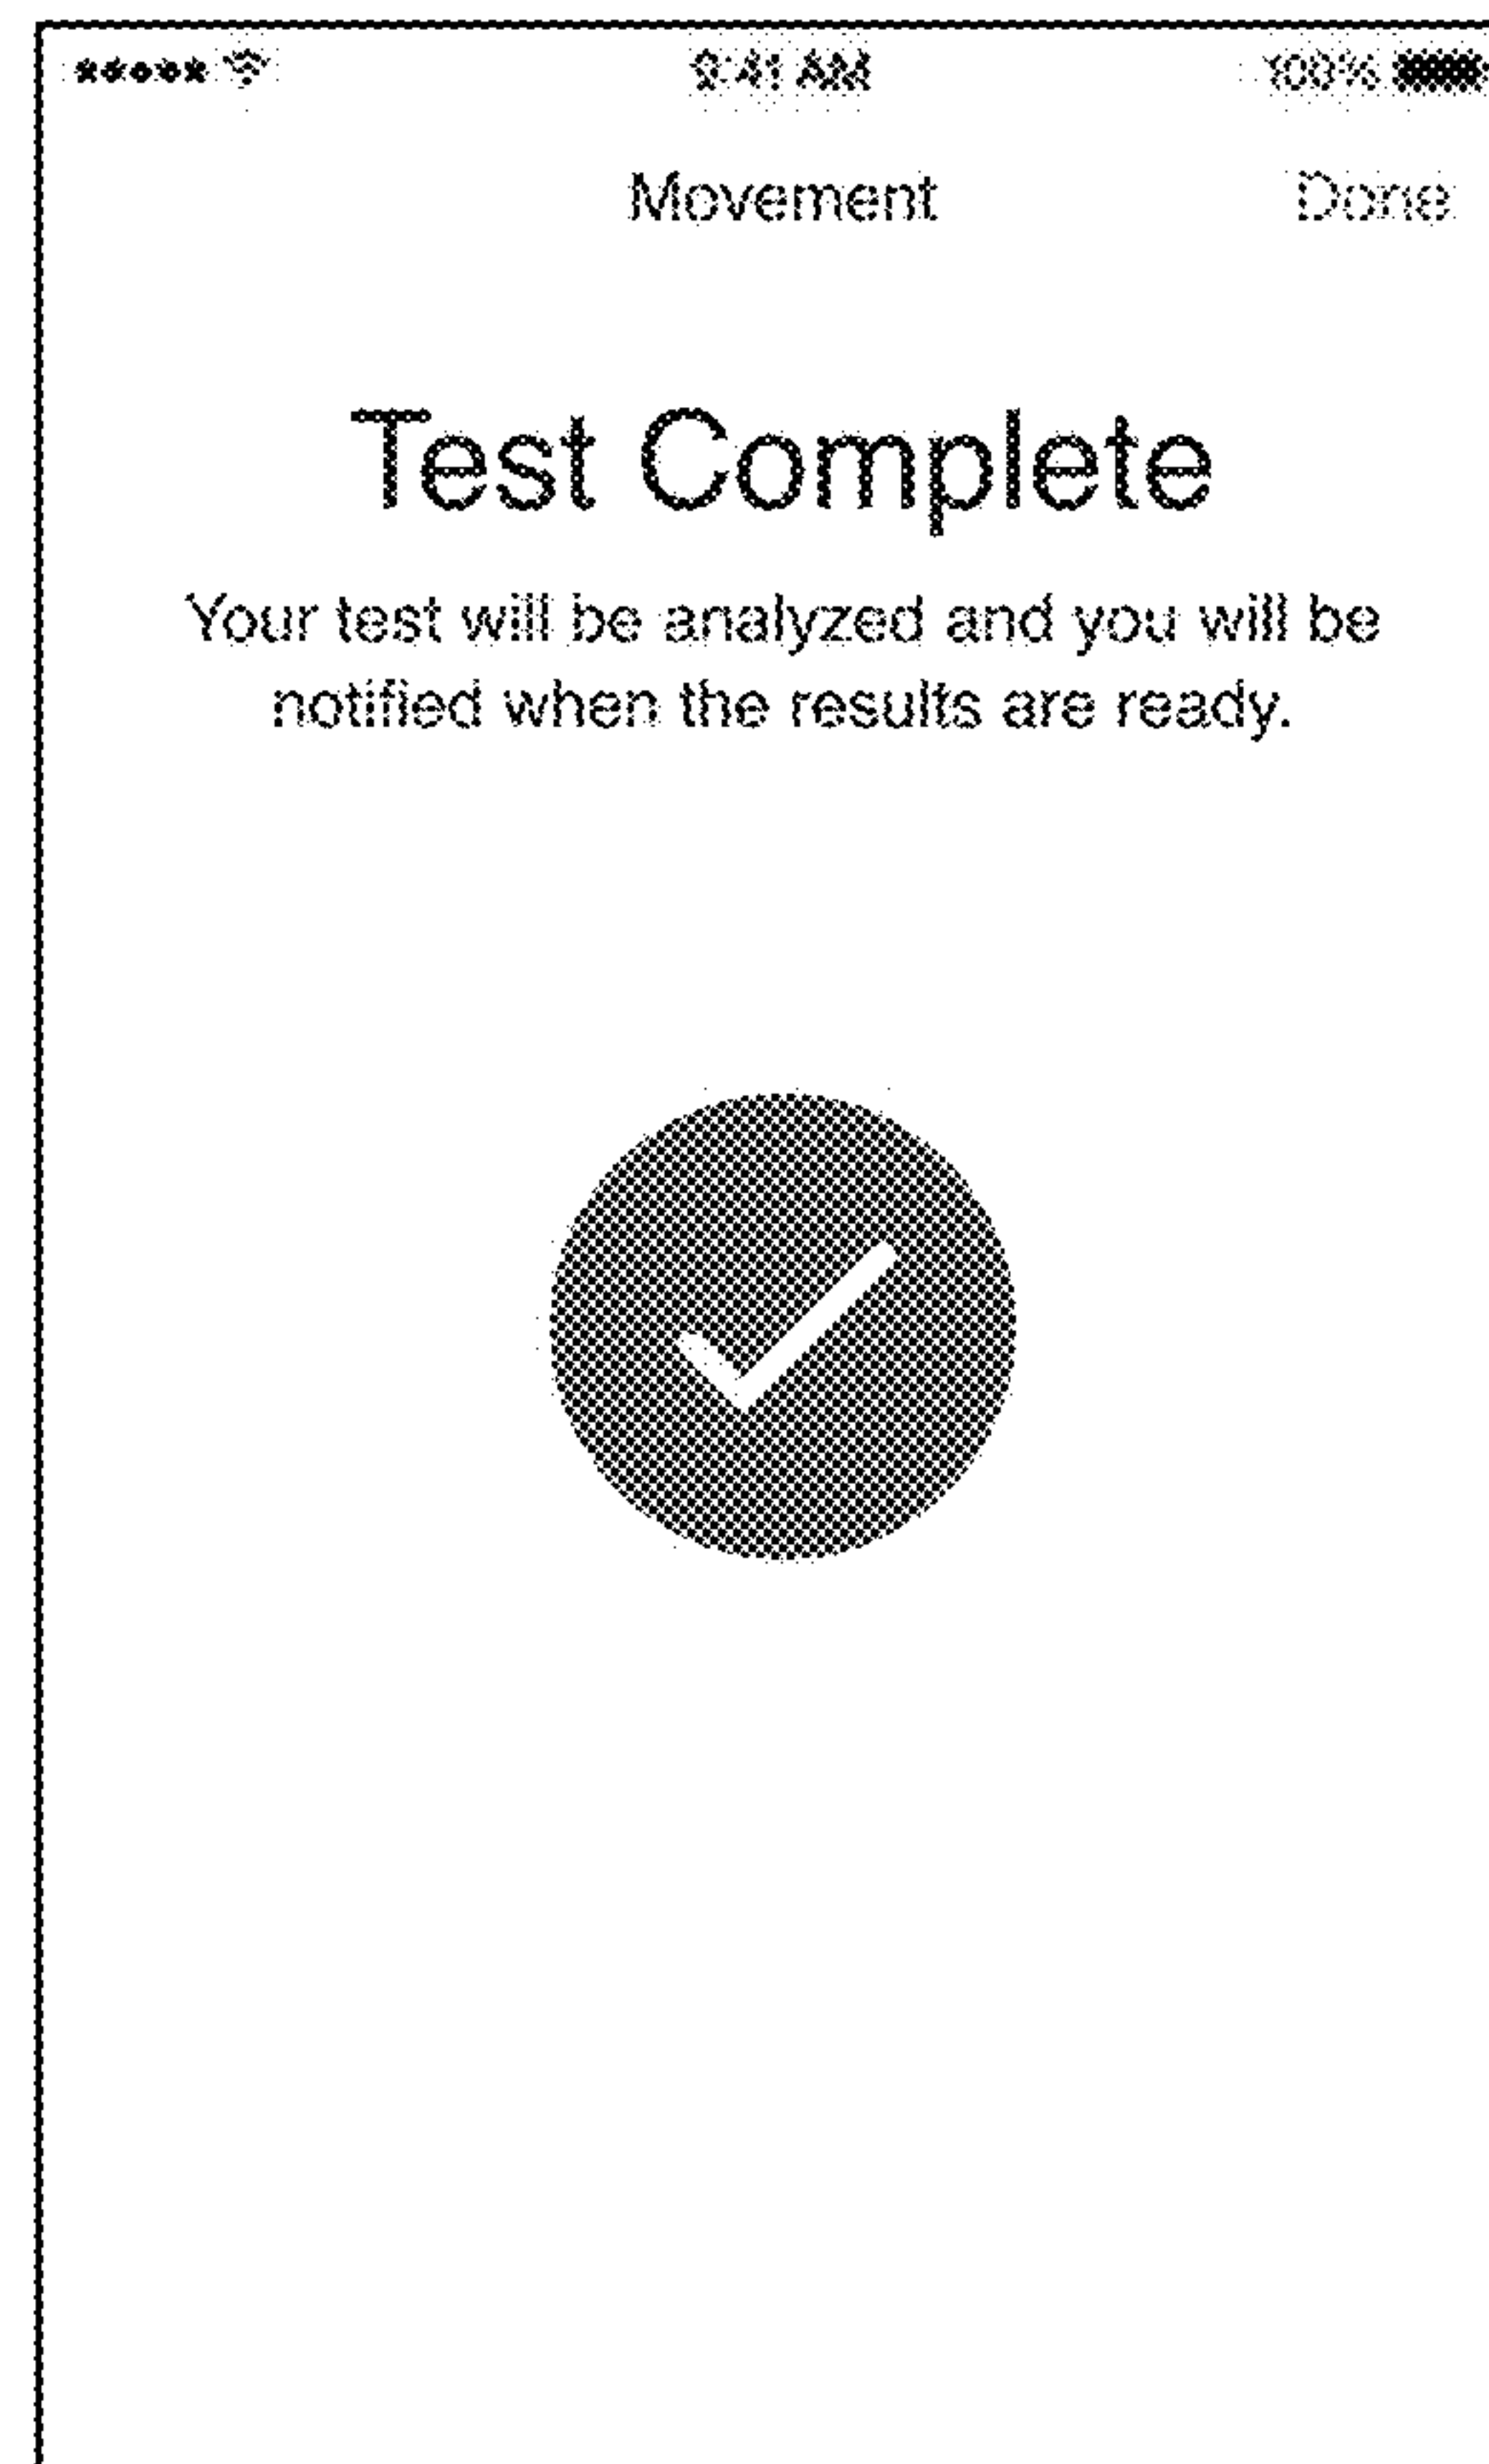 9:41 AM 100%
Movement Done
Test Complete
Your test will be analyzed and you will be
notified when the results are ready.